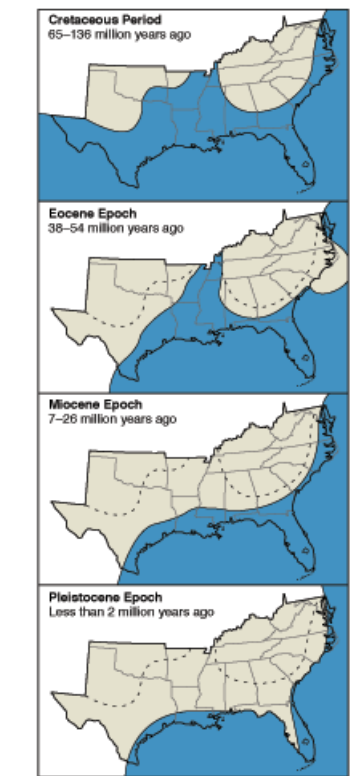 Cretaceous Period
65–136 million years ago
Eocene Epoch
38–54 million years ago
Miocene Epoch
7–26 million years ago
Pleistocene Epoch
Less than 2 million years ago